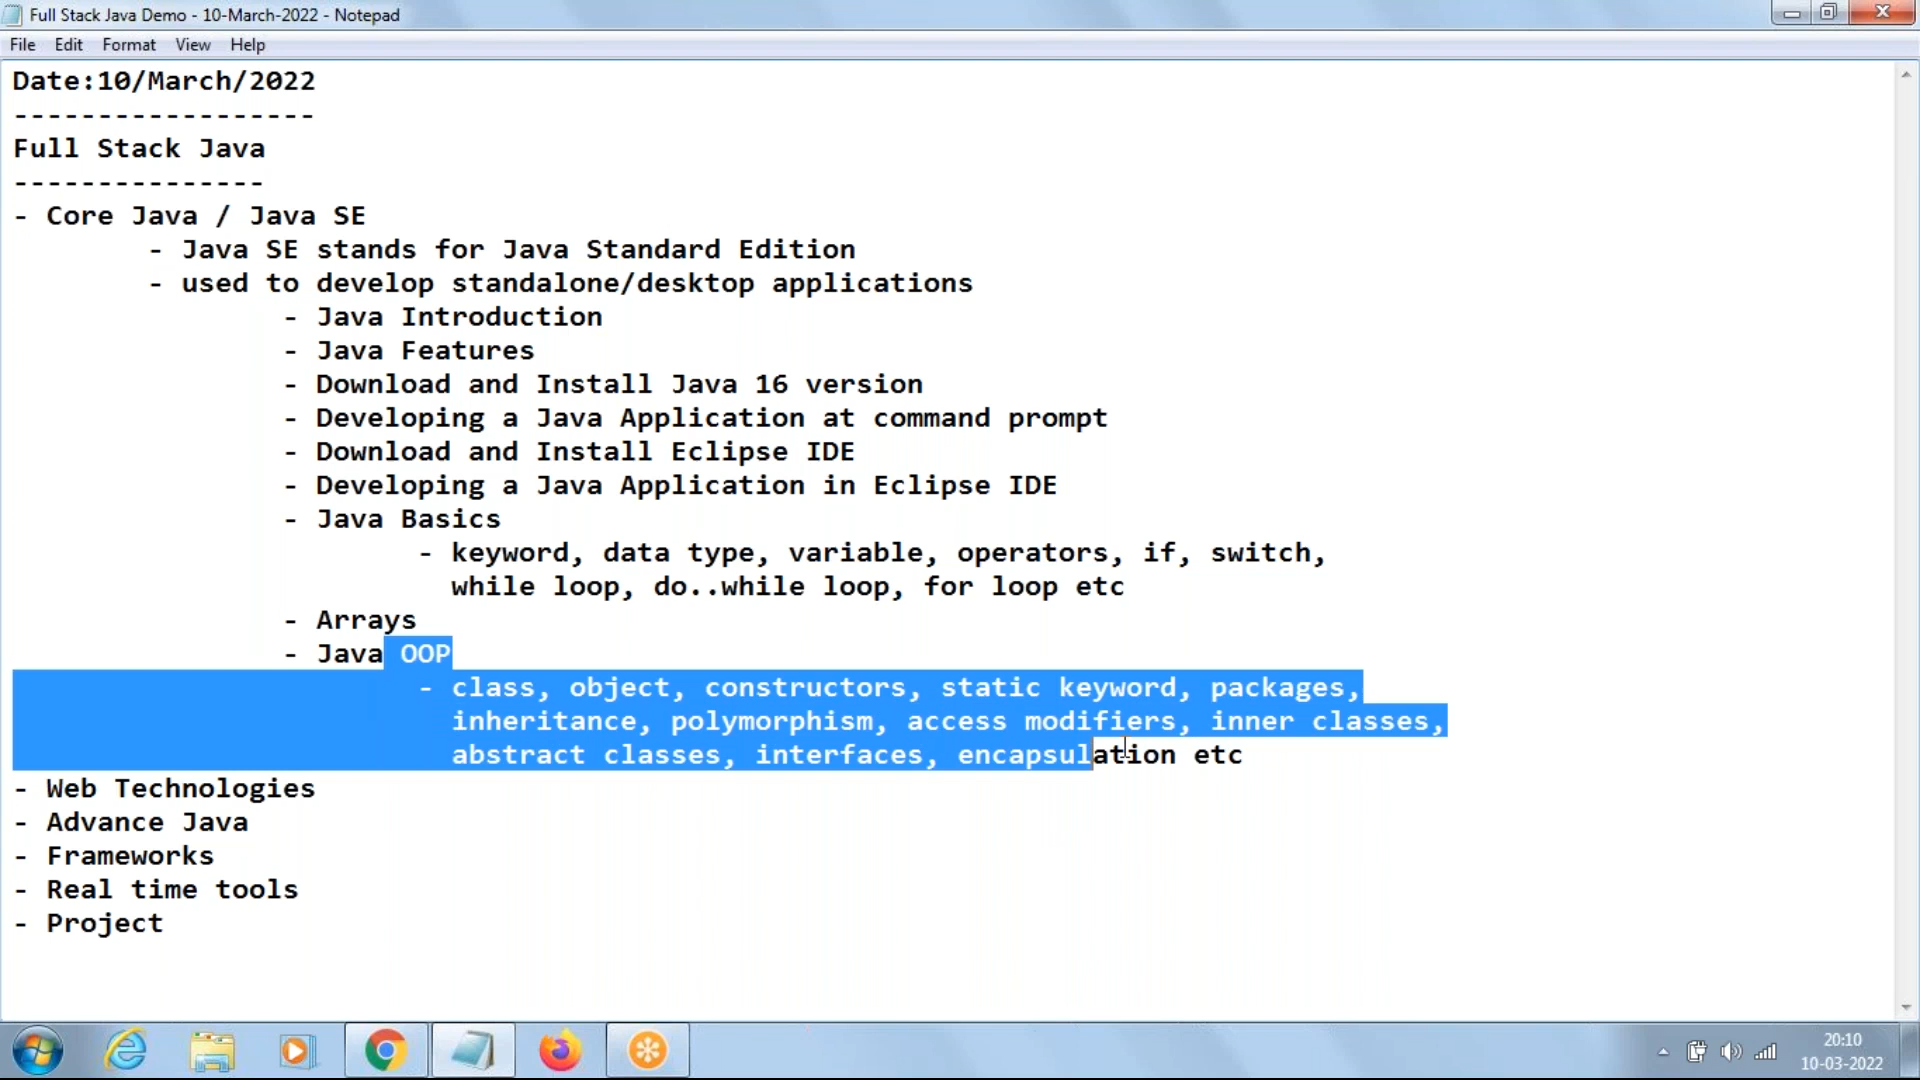 Full Stack Java Demo - 10-March-2022 - Notepad
File Edit Format View Help
Date:10/March/2022
------------------
Full Stack Java
---------------
- Core Java / Java SE
- Java SE stands for Java Standard Edition
- used to develop standalone/desktop applications
- Java Introduction
- Java Features
- Download and Install Java 16 version
- Developing a Java Application at command prompt
- Download and Install Eclipse IDE
- Developing a Java Application in Eclipse IDE
- Java Basics
- keyword, data type, variable, operators, if, switch,
while loop, do..while loop, for loop etc
- Arrays
- Java OOP
- class, object, constructors, static keyword, packages,
inheritance, polymorphism, access modifiers, inner classes,
abstract classes, interfaces, encapsulation etc
- Web Technologies
- Advance Java
- Frameworks
- Real time tools
- Project
20:10
10-03-2022